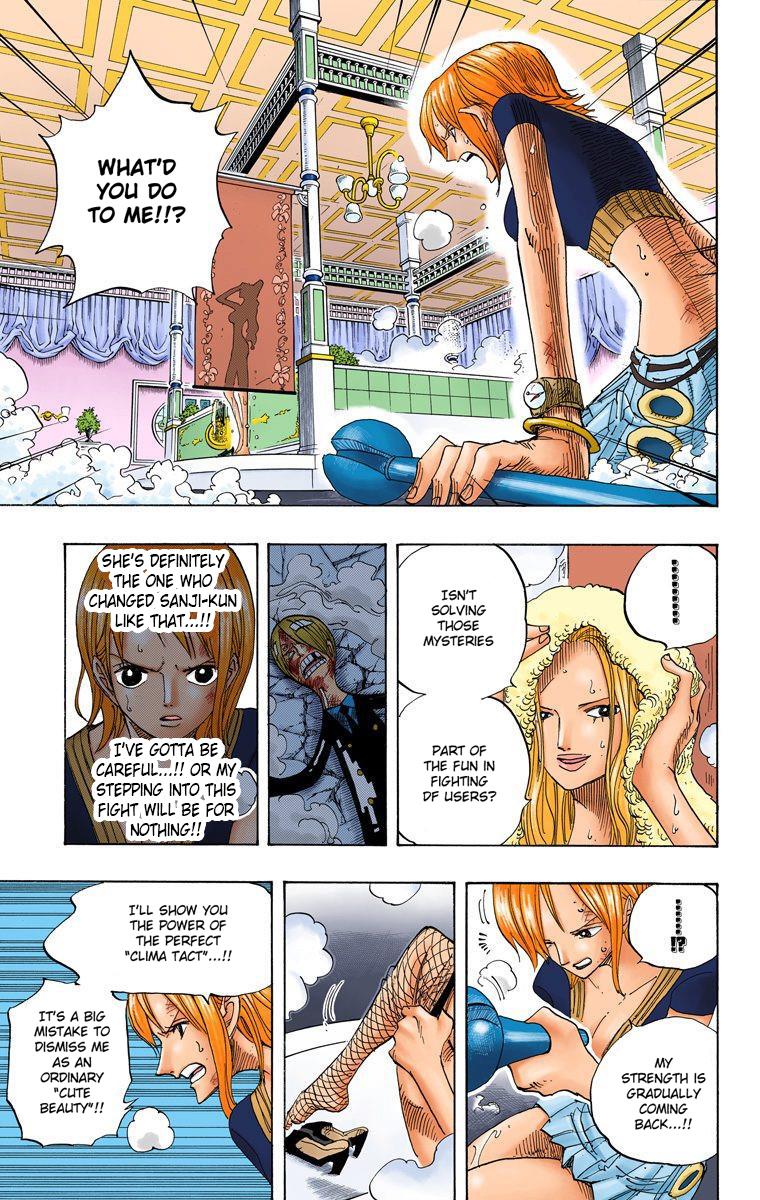 WHAT'D
YOU DO
TO ME!!?
!!!!!!!!
ISN'T
SOLVING
THOSE
MYSTERIES
PART OF
THE FUN IN
FIGHTING
DF USERS?
SHE'S DEFINITELY
THE ONE WHO
CHANGED SANJI-KUN
LIKE THAT...!!
I'VE GOTTA BE
CAREFUL...!! OR MY
STEPPING INTO THIS
FIGHT WILL BE FOR
NOTHING!!
......!?
MY
STRENGTH IS
GRADUALLY
COMING
BACK...!!
I'LL SHOW YOU
THE POWER OF
THE PERFECT
"CLIMA TACT"...!!
IT'S A BIG
MISTAKE TO
DISMISS ME
AS AN
ORDINARY
"CUTE
BEAUTY"!!